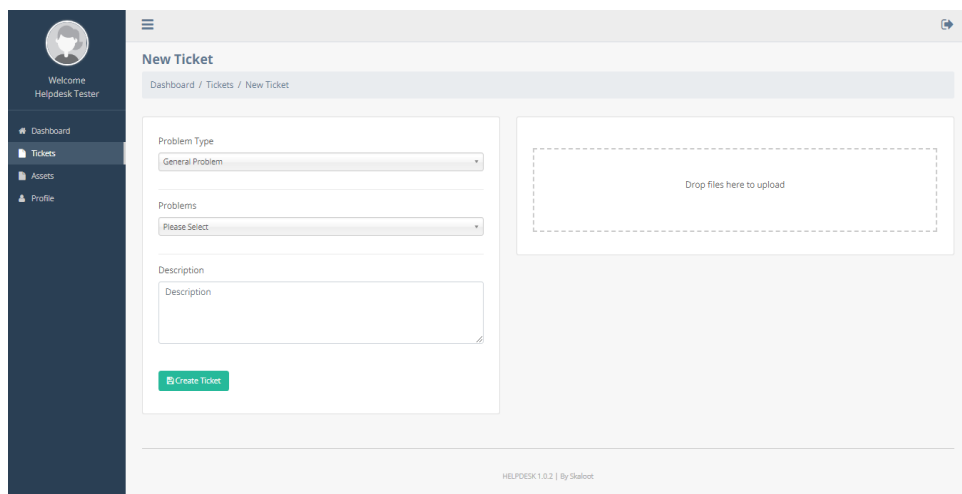 Welcome
Helpdesk Tester
Dashboard
Tickets
Assets
Profile
New Ticket
Dashboard / Tickets / New Ticket
Problem Type
General Problem
Problems
Please Select
Description
Description
Create Ticket
Drop files here to upload
HELPDESK 1.0.2 | By Skaloot